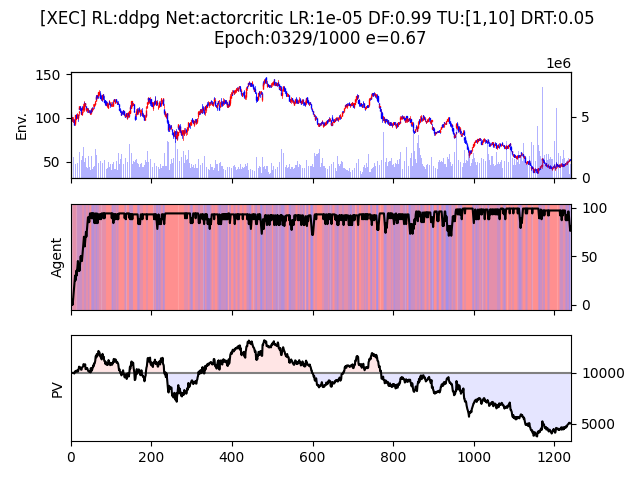 [XEC] RL:ddpg Net:actorcritic LR:1e-05 DF:0.99 TU:[1,10] DRT:0.05
Epoch:0329/1000 e=0.67
1e6
150
100
50
Env.
5
0
Agent
100
50
0
PV
10000
5000
0 200 400 600 800 1000 1200